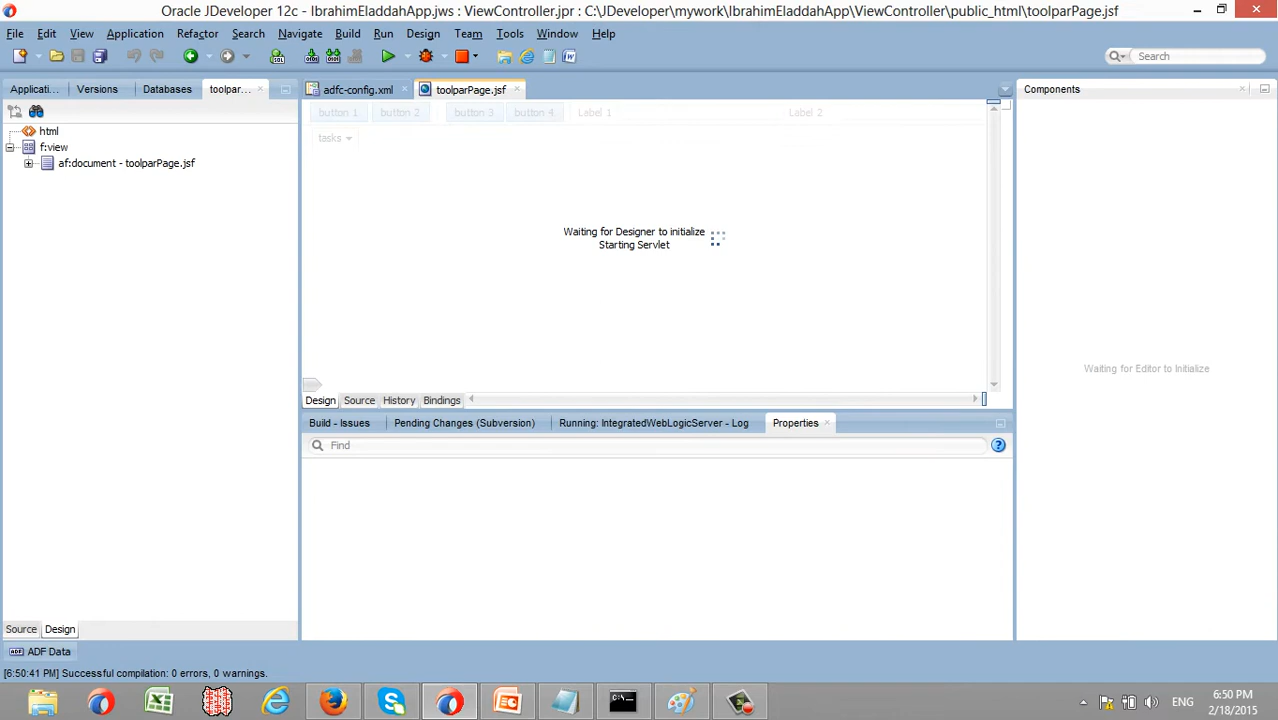 Oracle JDeveloper 12c - IbrahimEladdahApp.jws : ViewController.jpr : C:\JDeveloper\mywork\IbrahimEladdahApp\ViewController\public_html\toolparPage.jsf
File Edit View Application Refactor Search Navigate Build Run Design Team Tools Window Help
Search
Applicati... Versions Databases toolpar...
adfc-config.xml toolparPage.jsf
Components
button 1 button 2 button 3 button 4 Label 1 Label 2
html
tasks
f:view
af:document - toolparPage.jsf
Waiting for Designer to initialize
Starting Servlet
Waiting for Editor to Initialize
Design Source History Bindings
Build - Issues Pending Changes (Subversion) Running: IntegratedWebLogicServer - Log Properties
Find
Source Design
ADF Data
[6:50:41 PM] Successful compilation: 0 errors, 0 warnings.
ENG
6:50 PM
2/18/2015